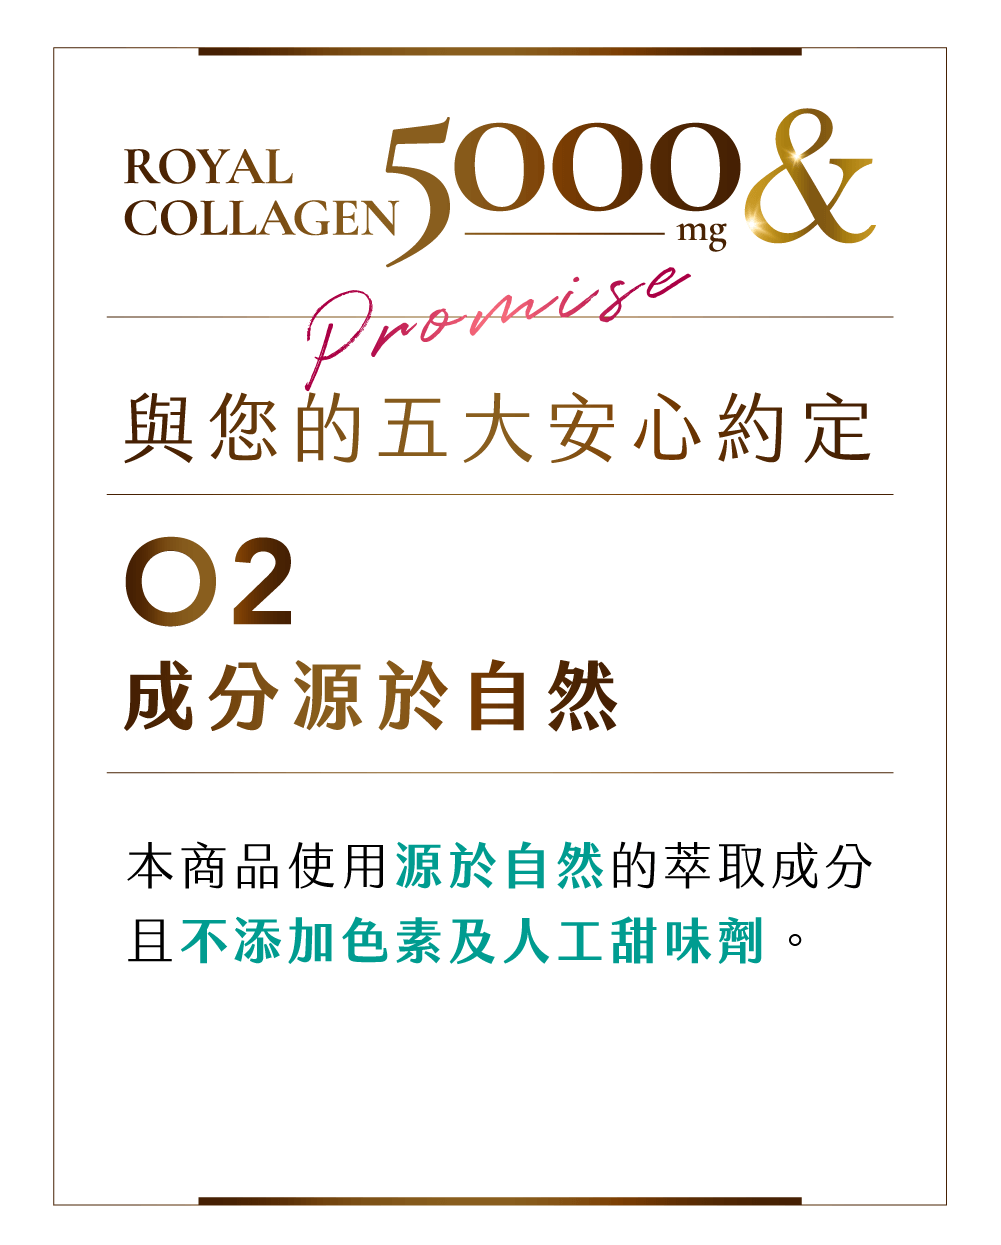 ROYAL
COLLAGEN 5000 mg &
Promise
與您的五大安心約定
02
成分源於自然
本商品使用源於自然的萃取成分
且不添加色素及人工甜味劑。